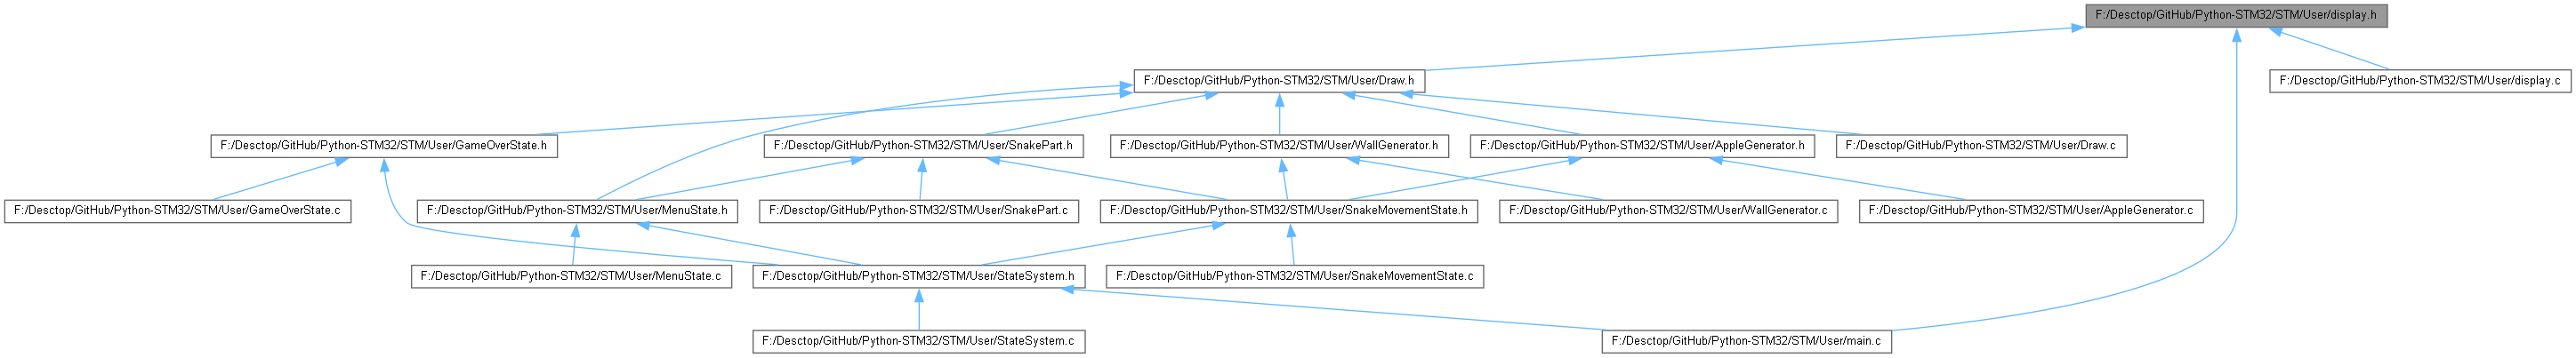 F:/Desctop/GitHub/Python-STM32/STM/User/display.h
F:/Desctop/GitHub/Python-STM32/STM/User/Draw.h
F:/Desctop/GitHub/Python-STM32/STM/User/display.c
F:/Desctop/GitHub/Python-STM32/STM/User/GameOverState.h
F:/Desctop/GitHub/Python-STM32/STM/User/SnakePart.h
F:/Desctop/GitHub/Python-STM32/STM/User/WallGenerator.h
F:/Desctop/GitHub/Python-STM32/STM/User/AppleGenerator.h
F:/Desctop/GitHub/Python-STM32/STM/User/Draw.c
F:/Desctop/GitHub/Python-STM32/STM/User/GameOverState.c
F:/Desctop/GitHub/Python-STM32/STM/User/MenuState.h
F:/Desctop/GitHub/Python-STM32/STM/User/SnakePart.c
F:/Desctop/GitHub/Python-STM32/STM/User/SnakeMovementState.h
F:/Desctop/GitHub/Python-STM32/STM/User/WallGenerator.c
F:/Desctop/GitHub/Python-STM32/STM/User/AppleGenerator.c
F:/Desctop/GitHub/Python-STM32/STM/User/MenuState.c
F:/Desctop/GitHub/Python-STM32/STM/User/StateSystem.h
F:/Desctop/GitHub/Python-STM32/STM/User/SnakeMovementState.c
F:/Desctop/GitHub/Python-STM32/STM/User/StateSystem.c
F:/Desctop/GitHub/Python-STM32/STM/User/main.c